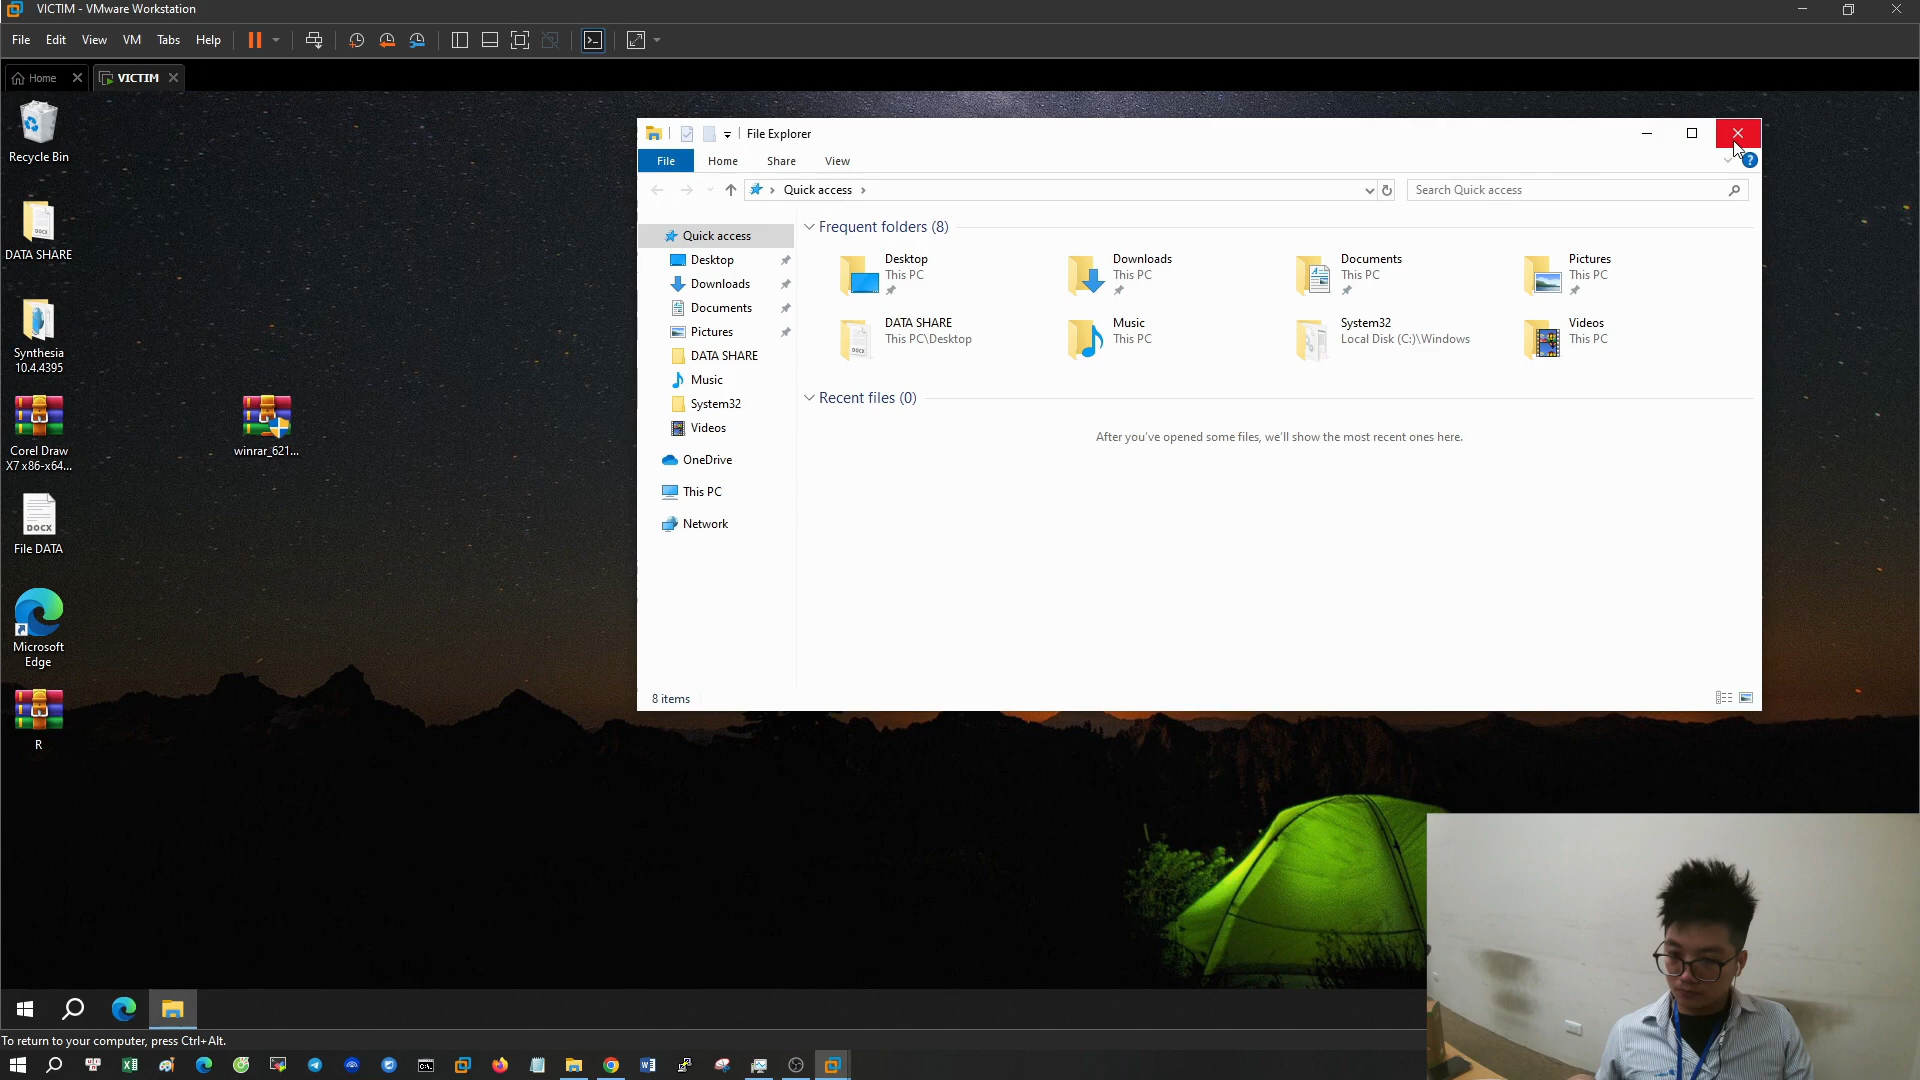 VICTIM - VMware Workstation
File Edit View VM Tabs Help
Home VICTIM
Recycle Bin
DATA SHARE
Synthesia
10.4.4395
Corel Draw
X7 x86-x64...
winrar_621...
File DATA
DOCX
Microsoft
Edge
R
File Explorer
File Home Share View
Quick access
Search Quick access
Quick access
Desktop
Downloads
Documents
Pictures
DATA SHARE
Music
System32
Videos
OneDrive
This PC
Network
Frequent folders (8)
Desktop
This PC
Downloads
This PC
Documents
This PC
Pictures
This PC
DATA SHARE
This PC\Desktop
Music
This PC
System32
Local Disk (C:)\Windows
Videos
This PC
Recent files (0)
After you've opened some files, we'll show the most recent ones here.
8 items
To return to your computer, press Ctrl+Alt.